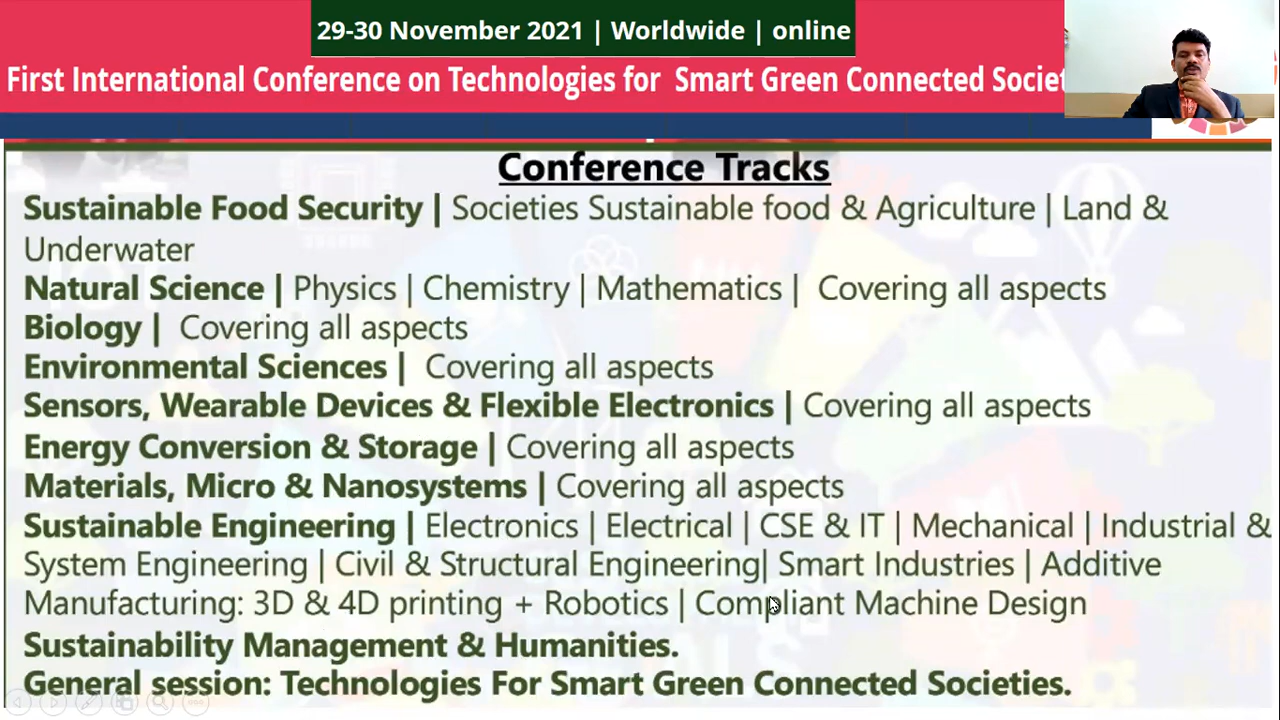 29-30 November 2021 | Worldwide | online
First International Conference on Technologies for Smart Green Connected Societ
Conference Tracks
Sustainable Food Security | Societies Sustainable food & Agriculture | Land &
Underwater
Natural Science | Physics | Chemistry | Mathematics | Covering all aspects
Biology | Covering all aspects
Environmental Sciences | Covering all aspects
Sensors, Wearable Devices & Flexible Electronics | Covering all aspects
Energy Conversion & Storage | Covering all aspects
Materials, Micro & Nanosystems | Covering all aspects
Sustainable Engineering | Electronics | Electrical | CSE & IT | Mechanical | Industrial &
System Engineering | Civil & Structural Engineering| Smart Industries | Additive
Manufacturing: 3D & 4D printing + Robotics | Compliant Machine Design
Sustainability Management & Humanities.
General session: Technologies For Smart Green Connected Societies.